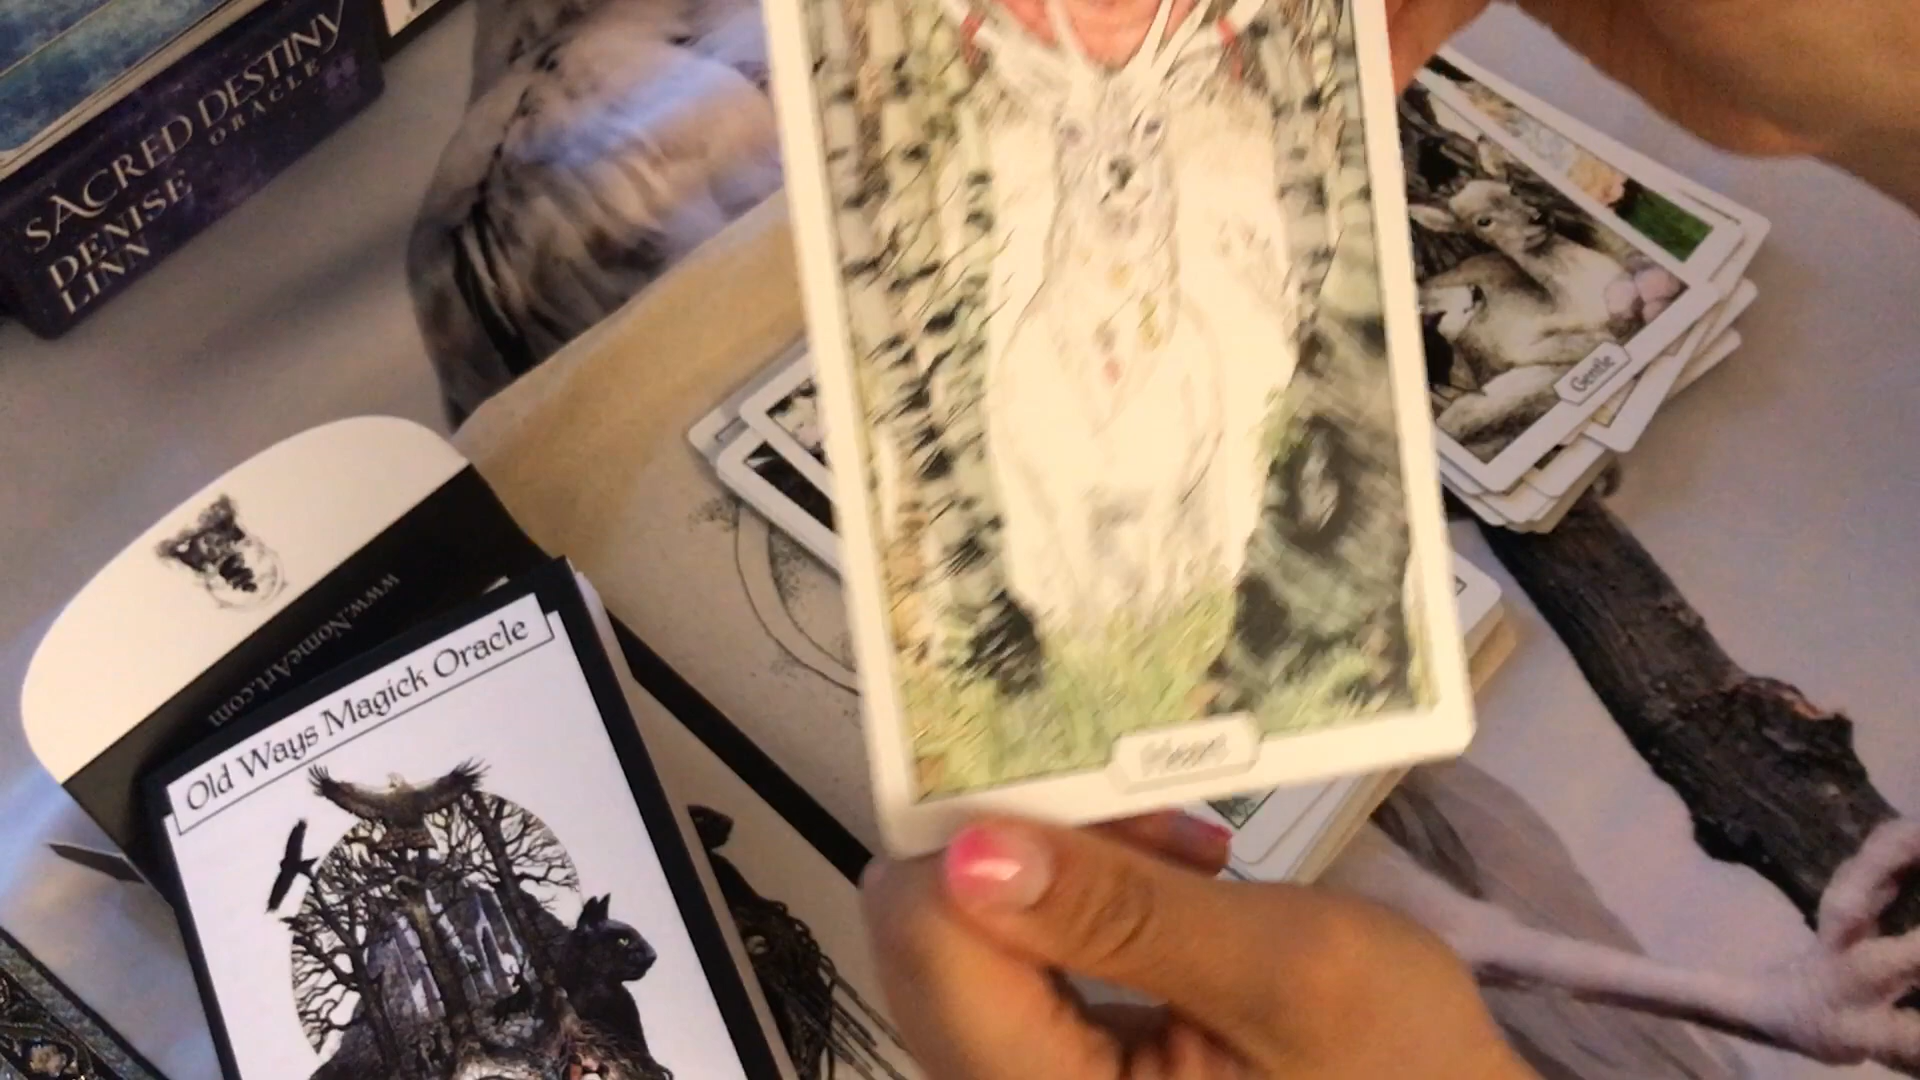 SACRED DESTINY
ORACLE
DENISE
LINN
Gentle
www.NomeArt.com
Old Ways Magick Oracle